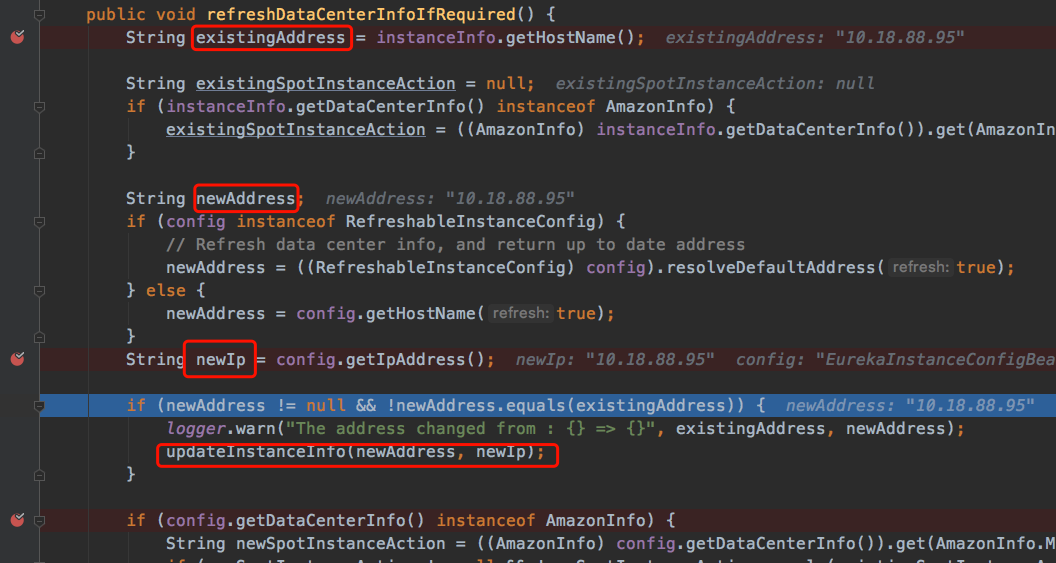 public void refreshDataCenterInfoIfRequired() {
String existingAddress = instanceInfo.getHostName(); existingAddress: "10.18.88.95"
String existingSpotInstanceAction = null; existingSpotInstanceAction: null
if (instanceInfo.getDataCenterInfo() instanceof AmazonInfo) {
existingSpotInstanceAction = ((AmazonInfo) instanceInfo.getDataCenterInfo()).get(AmazonIn
}
String newAddress; newAddress: "10.18.88.95"
if (config instanceof RefreshableInstanceConfig) {
// Refresh data center info, and return up to date address
newAddress = ((RefreshableInstanceConfig) config).resolveDefaultAddress( refresh: true);
} else {
newAddress = config.getHostName( refresh: true);
}
String newIp = config.getIpAddress(); newIp: "10.18.88.95" config: "EurekaInstanceConfigBea
if (newAddress != null && !newAddress.equals(existingAddress)) { newAddress: "10.18.88.95"
logger.warn("The address changed from : {} => {}", existingAddress, newAddress);
updateInstanceInfo(newAddress, newIp);
}
if (config.getDataCenterInfo() instanceof AmazonInfo) {
String newSpotInstanceAction = ((AmazonInfo) config.getDataCenterInfo()).get(AmazonInfo.M